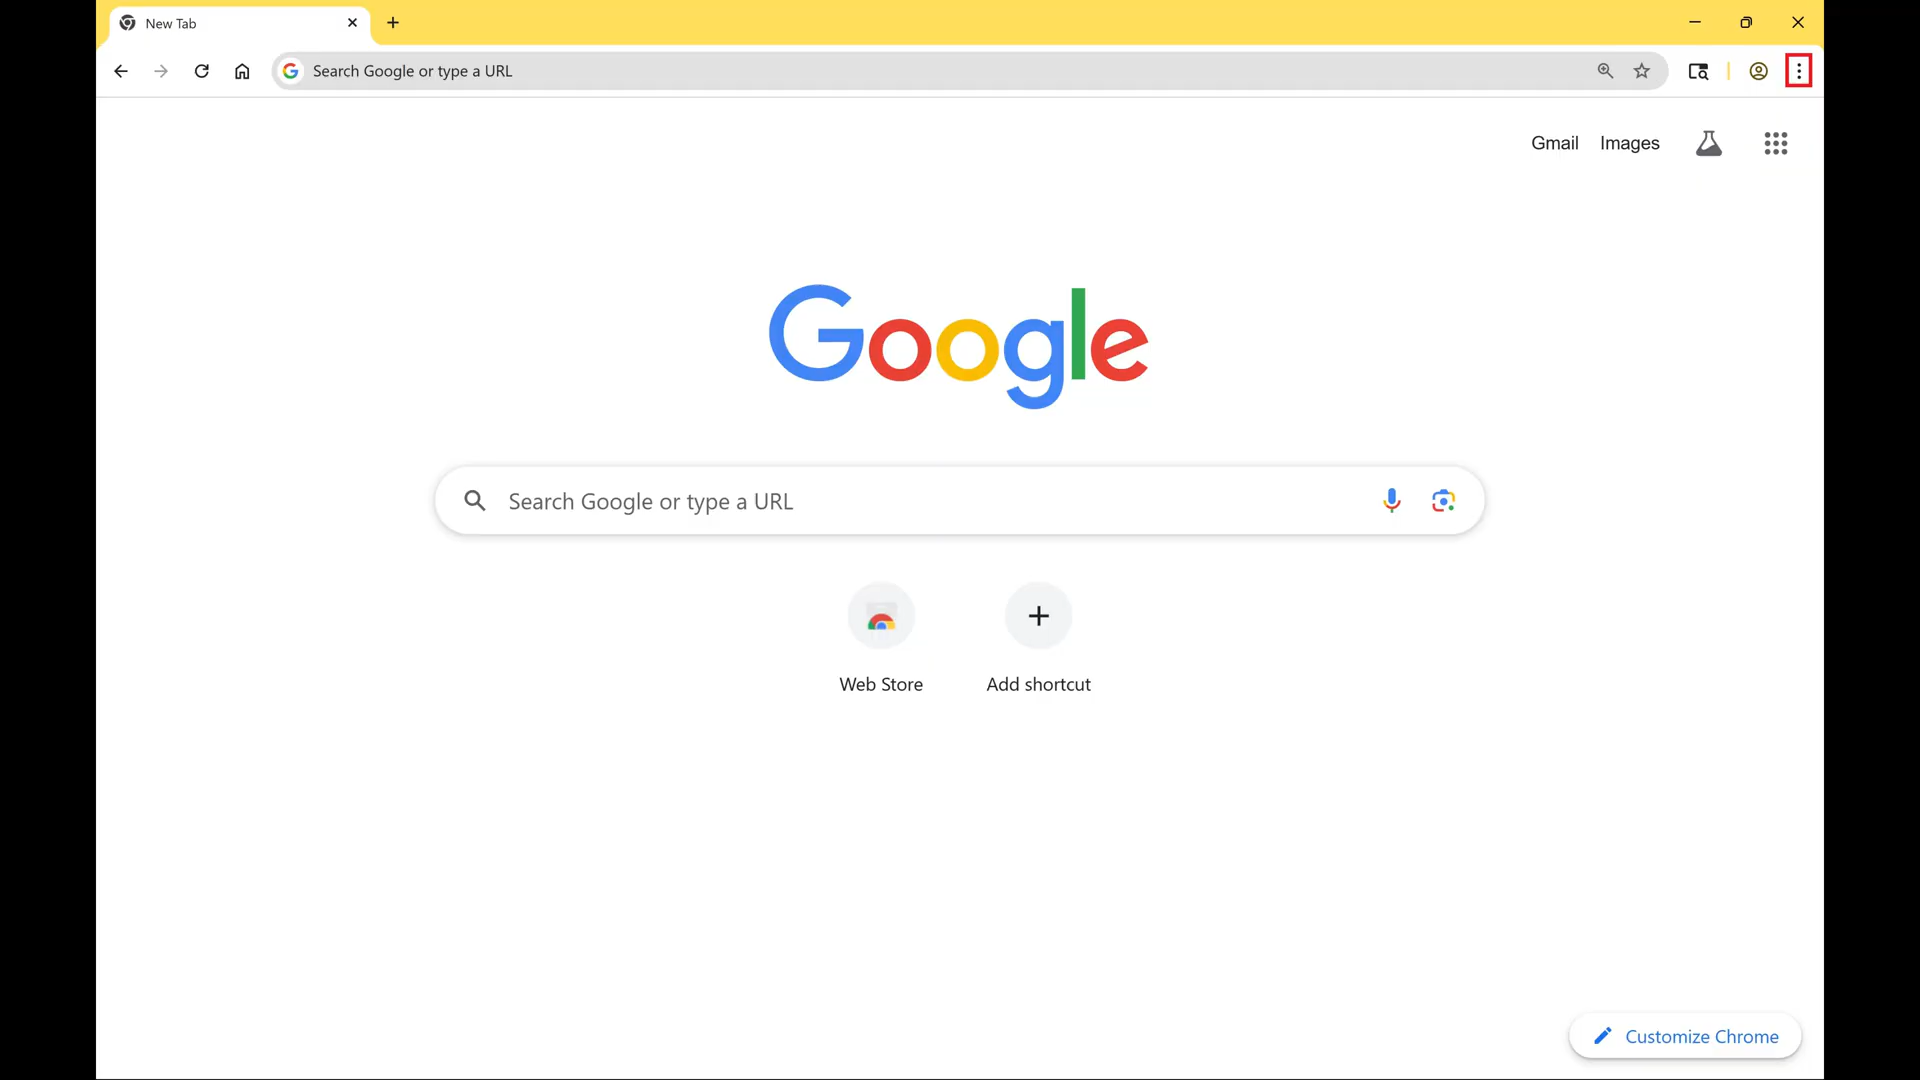 New Tab
Search Google or type a URL
Gmail Images
Google
Search Google or type a URL
Web Store Add shortcut
Customize Chrome